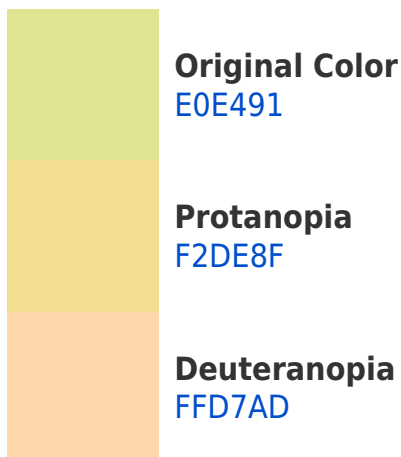 Original Color
E0E491
Protanopia
F2DE8F
Deuteranopia
FFD7AD